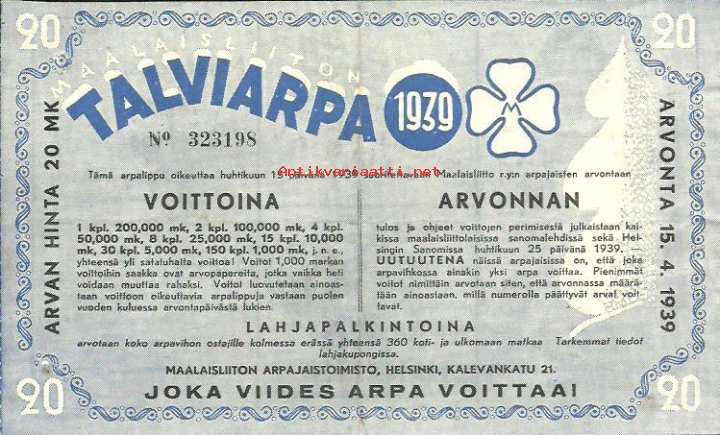 20 20
MAALAISLIITON
TALVIARPA 1939
M
Nº 323198
Antikvariaatti.net
Tämä arpalippu oikeuttaa huhtikuun 15 päivänä 1939 suoritettavaan Maalaisliitto r.y:n arpajaisten arvontaan
ARVAN HINTA 20 MK
VOITTOINA
1 kpl. 200,000 mk, 2 kpl. 100,000 mk, 4 kpl.
50,000 mk, 8 kpl. 25,000 mk, 15 kpl. 10,000
mk, 30 kpl. 5,000 mk, 150 kpl. 1,000 mk, j. n. e.,
yhteensä yli satatuhatta voittoa! Voitot 1,000 markan
voittoihin saakka ovat arvopapereita, jotka vaikka heti
voidaan muuttaa rahaksi. Voitot luovutetaan ainoas-
taan voittoon oikeuttavia arpalippuja vastaan puolen
vuoden kuluessa arvontapäivästä lukien.
ARVONNAN
tulos ja ohjeet voittojen perimisestä julkaistaan kai-
kissa maalaisliittolaisissa sanomalehdissä sekä Hel-
singin Sanomissa huhtikuun 25 päivänä 1939.
UUTUUTENA näissä arpajaisissa on, että joka
arpavihkossa ainakin yksi arpa voittaa. Pienimmät
voitot nimittäin arvotaan siten, että arvonnassa määrä-
tään ainoastaan, millä numerolla päättyvät arvat voit-
tavat.
ARVONTA 15. 4. 1939
LAHJAPALKINTOINA
arvotaan koko arpavihon ostajille kolmessa erässä yhteensä 360 koti- ja ulkomaan matkaa Tarkemmat tiedot
lahjakupongissa.
MAALAISLIITON ARPAJAISTOIMISTO, HELSINKI, KALEVANKATU 21.
20 JOKA VIIDES ARPA VOITTAA! 20